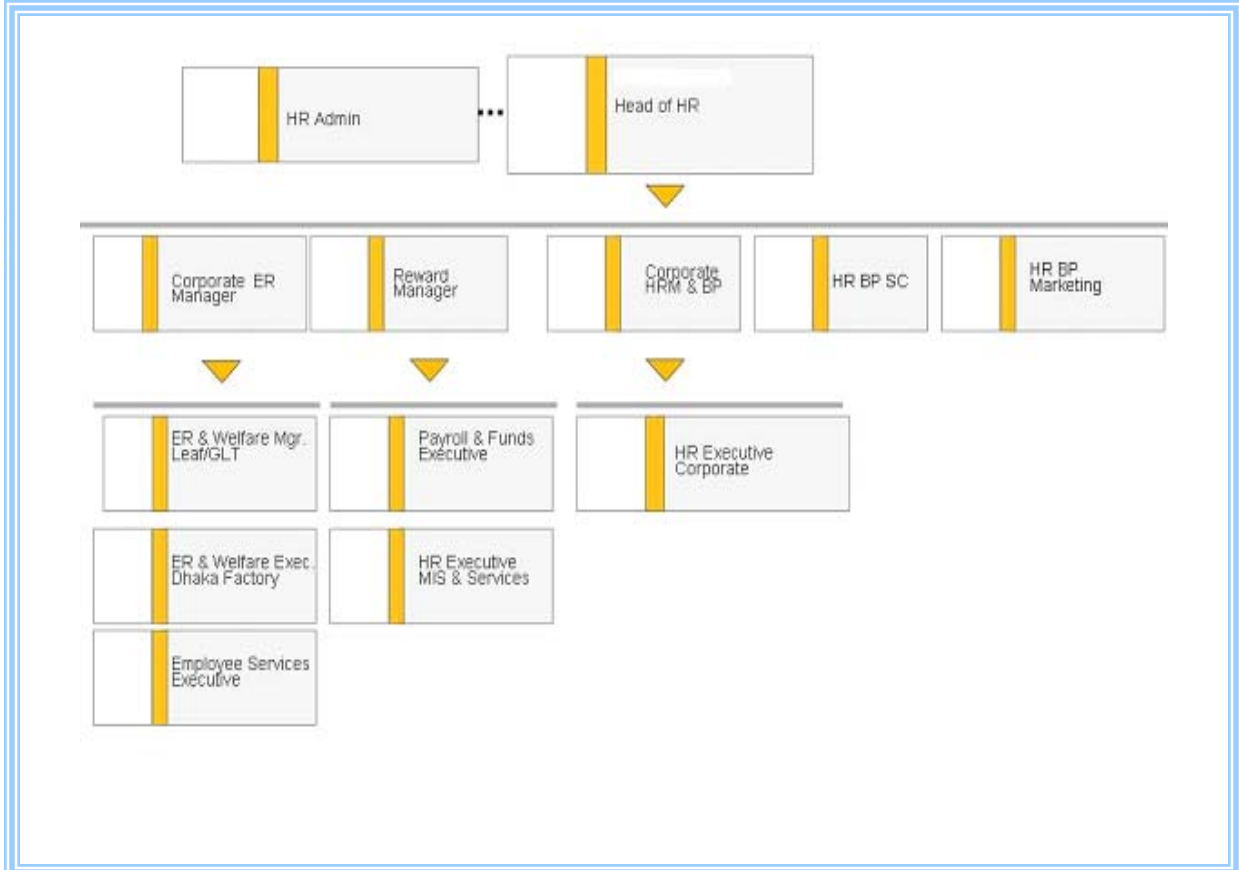 HR Admin
Head of HR
Corporate ER
Manager
Reward
Manager
Corporate
HRM & BP
HR BP SC
HR BP
Marketing
ER & Welfare Mgr.
Leaf/GLT
Payroll & Funds
Executive
HR Executive
Corporate
ER & Welfare Exec.
Dhaka Factory
HR Executive
MIS & Services
Employee Services
Executive